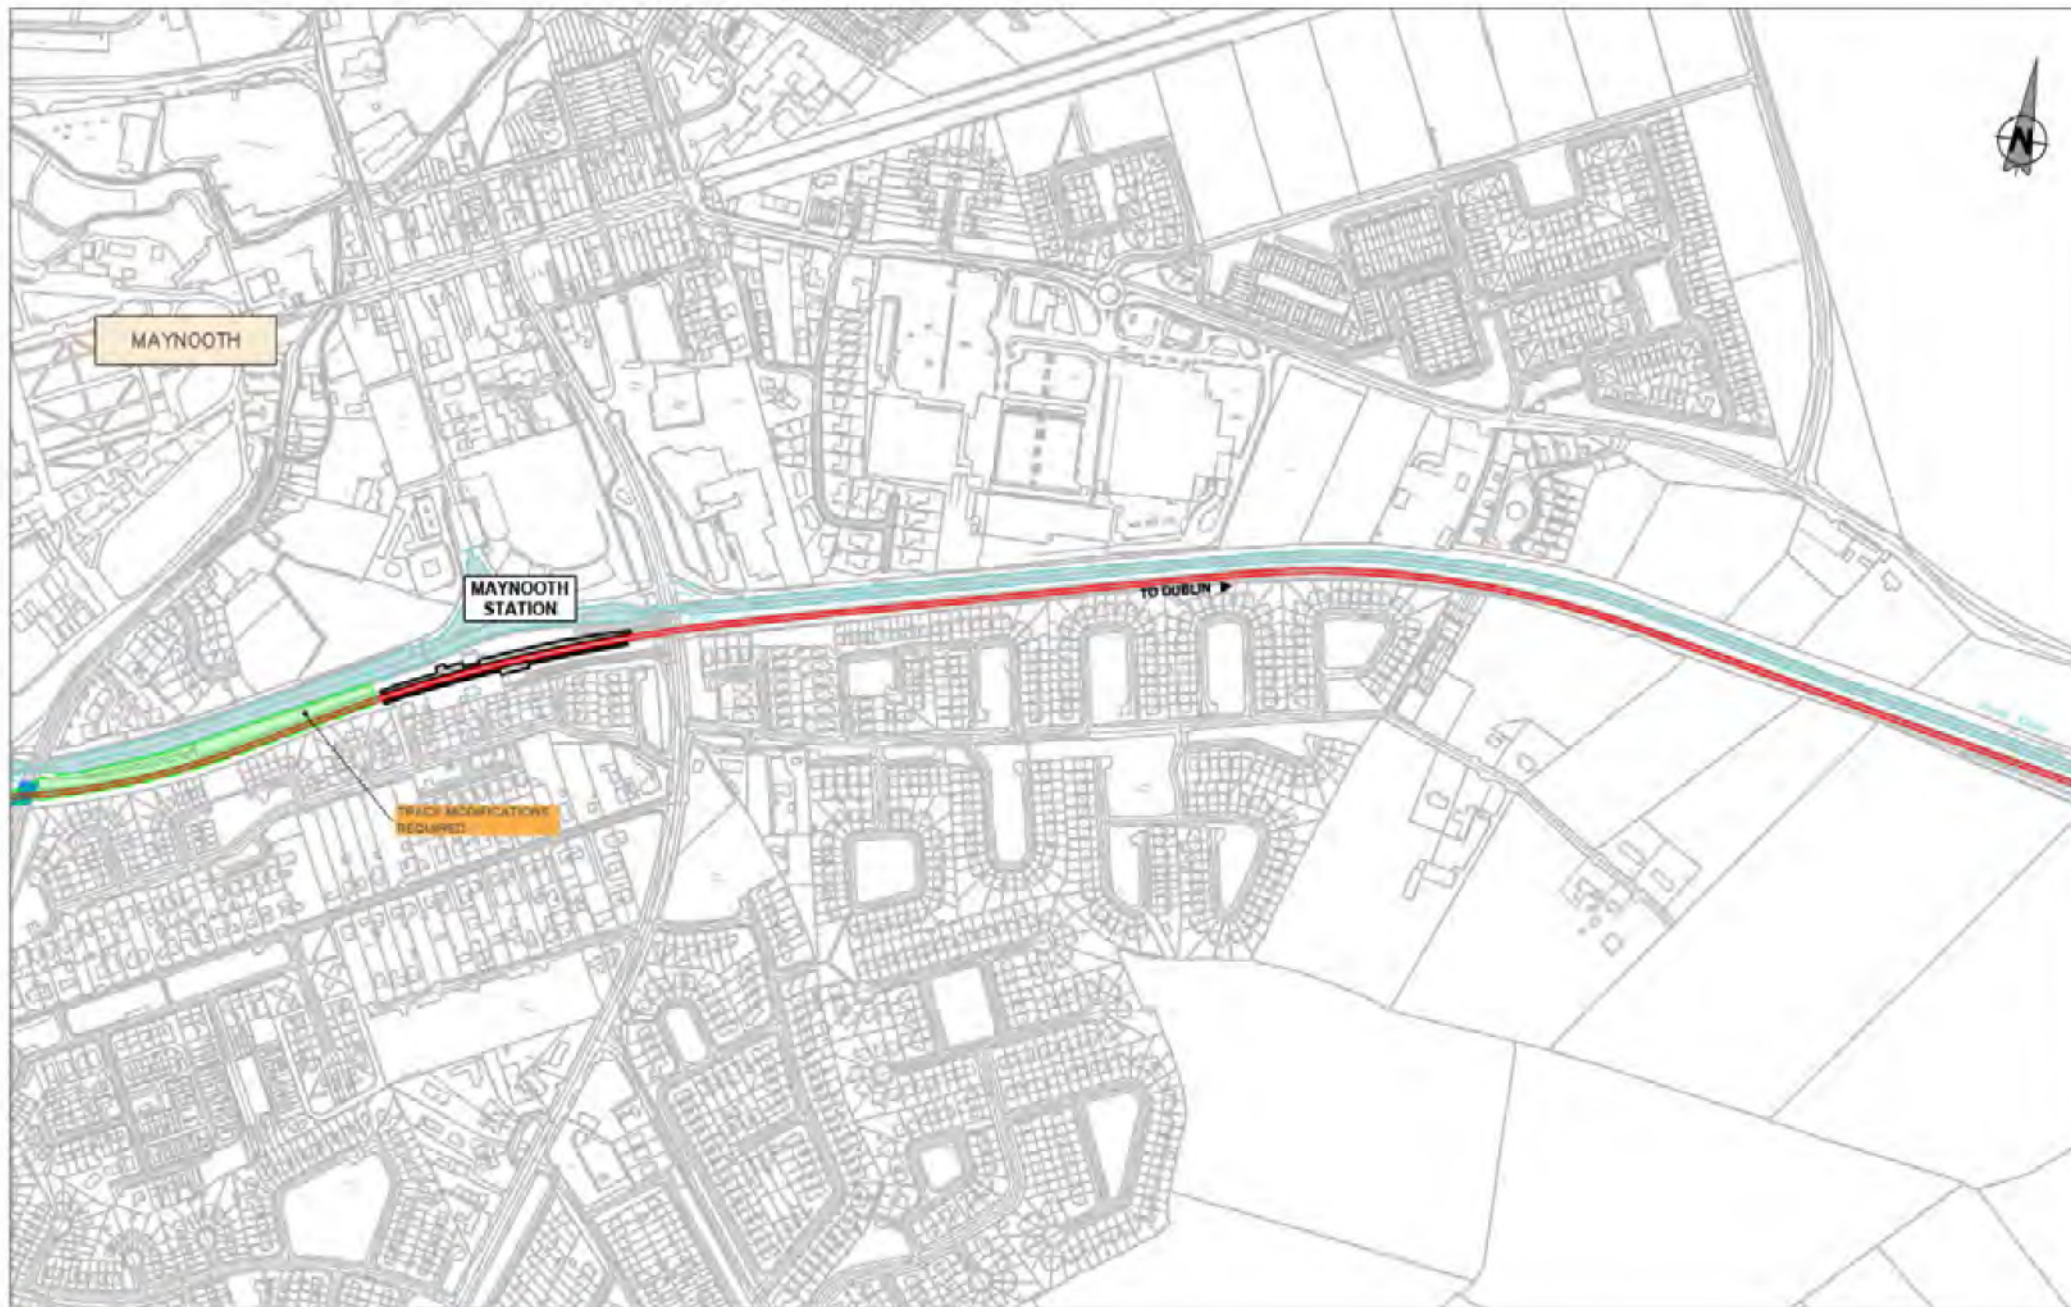 N
MAYNOOTH
MAYNOOTH
STATION
TO DUBLIN
TRACK MODIFICATIONS
REQUIRED